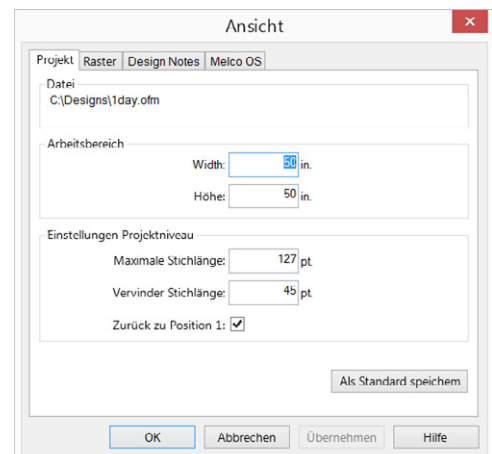 Ansicht
Projekt Raster Design Notes Melco OS
Datei
C:\Designs\1day.ofm
Arbeitsbereich
Width: 50 in.
Höhe: 50 in.
Einstellungen Projektniveau
Maximale Stichlänge: 127 pt.
Vervinder Stichlänge: 45 pt.
Zurück zu Position 1:
Als Standard speichern
OK Abbrechen Übernehmen Hilfe